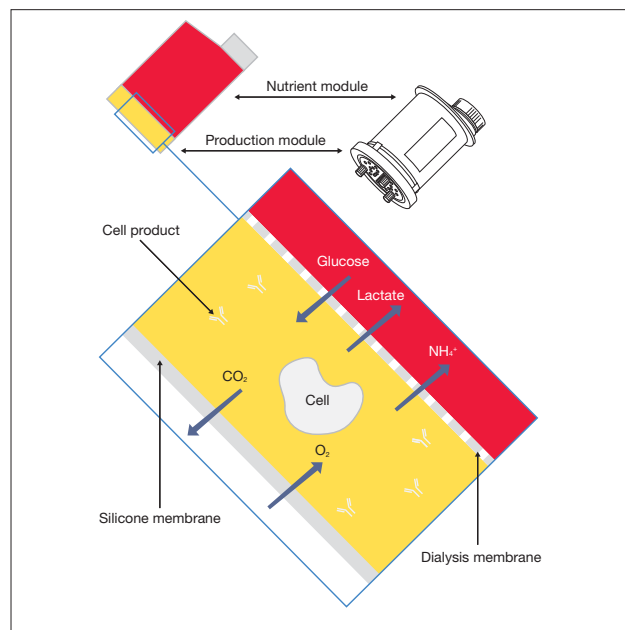 Nutrient module
Production module
Cell product
Glucose
Lactate
NH₄⁺
CO₂
Cell
O₂
Silicone membrane
Dialysis membrane